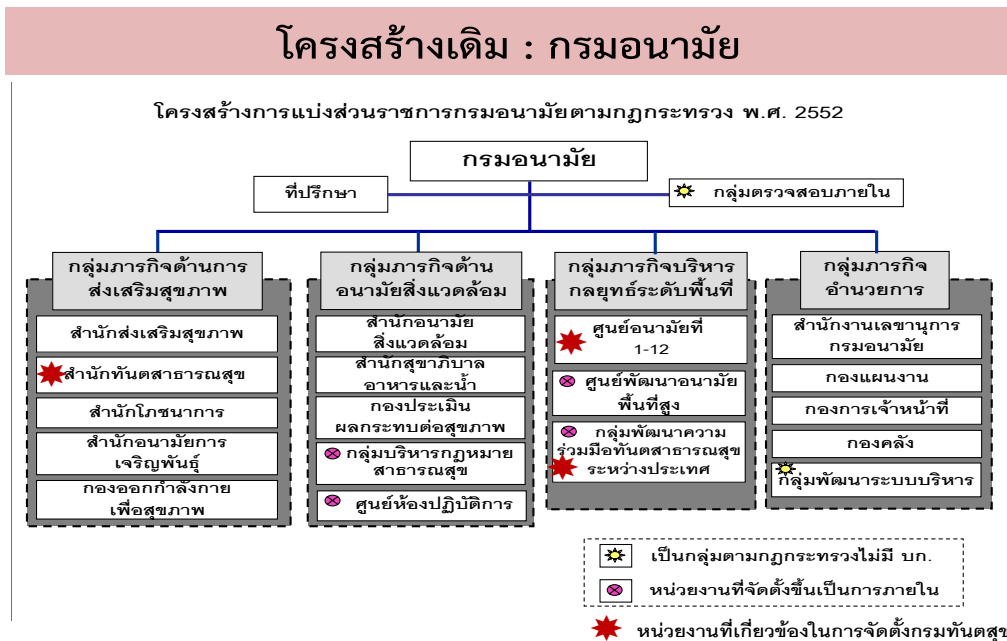 โครงสร้างเดิม : กรมอนามัย
โครงสร้างการแบ่งส่วนราชการกรมอนามัยตามกฎกระทรวง พ.ศ. 2552
กรมอนามัย
ที่ปรึกษา
กลุ่มตรวจสอบภายใน
กลุ่มภารกิจด้านการ
ส่งเสริมสุขภาพ
สำนักส่งเสริมสุขภาพ
สำนักทันตสาธารณสุข
สำนักโภชนาการ
สำนักอนามัยการ
เจริญพันธุ์
กองออกกำลังกาย
เพื่อสุขภาพ
กลุ่มภารกิจด้าน
อนามัยสิ่งแวดล้อม
สำนักอนามัย
สิ่งแวดล้อม
สำนักสุขาภิบาล
อาหารและน้ำ
กองประเมิน
ผลกระทบต่อสุขภาพ
กลุ่มบริหารกฎหมาย
สาธารณสุข
ศูนย์ห้องปฏิบัติการ
กลุ่มภารกิจบริหาร
กลยุทธ์ระดับพื้นที่
ศูนย์อนามัยที่
1-12
ศูนย์พัฒนาอนามัย
พื้นที่สูง
กลุ่มพัฒนาความ
ร่วมมือทันตสาธารณสุข
ระหว่างประเทศ
กลุ่มภารกิจ
อำนวยการ
สำนักงานเลขานุการ
กรมอนามัย
กองแผนงาน
กองการเจ้าหน้าที่
กองคลัง
กลุ่มพัฒนาระบบบริหาร
เป็นกลุ่มตามกฎกระทรวงไม่มี บก.
หน่วยงานที่จัดตั้งขึ้นเป็นการภายใน
หน่วยงานที่เกี่ยวข้องในการจัดตั้งกรมทันตสุข